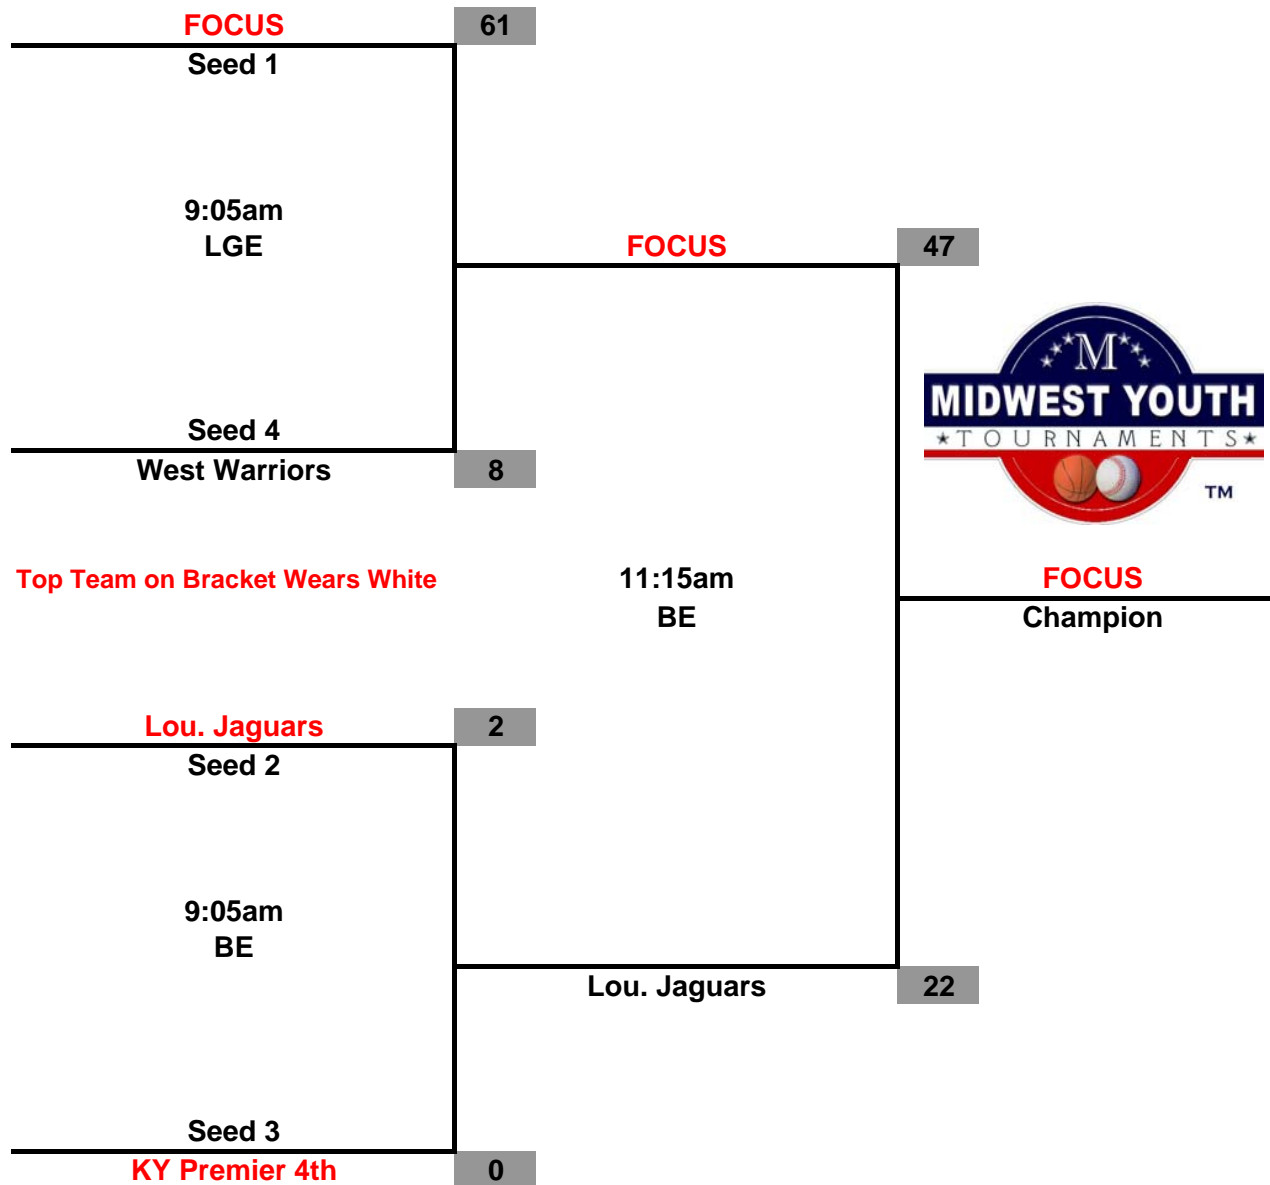 FOCUS 61
Seed 1
9:05am
LGE
FOCUS 47
M
MIDWEST YOUTH
TOURNAMENTS
TM
Seed 4
West Warriors 8
Top Team on Bracket Wears White
11:15am
BE
FOCUS
Champion
Lou. Jaguars 2
Seed 2
9:05am
BE
Lou. Jaguars 22
Seed 3
KY Premier 4th 0